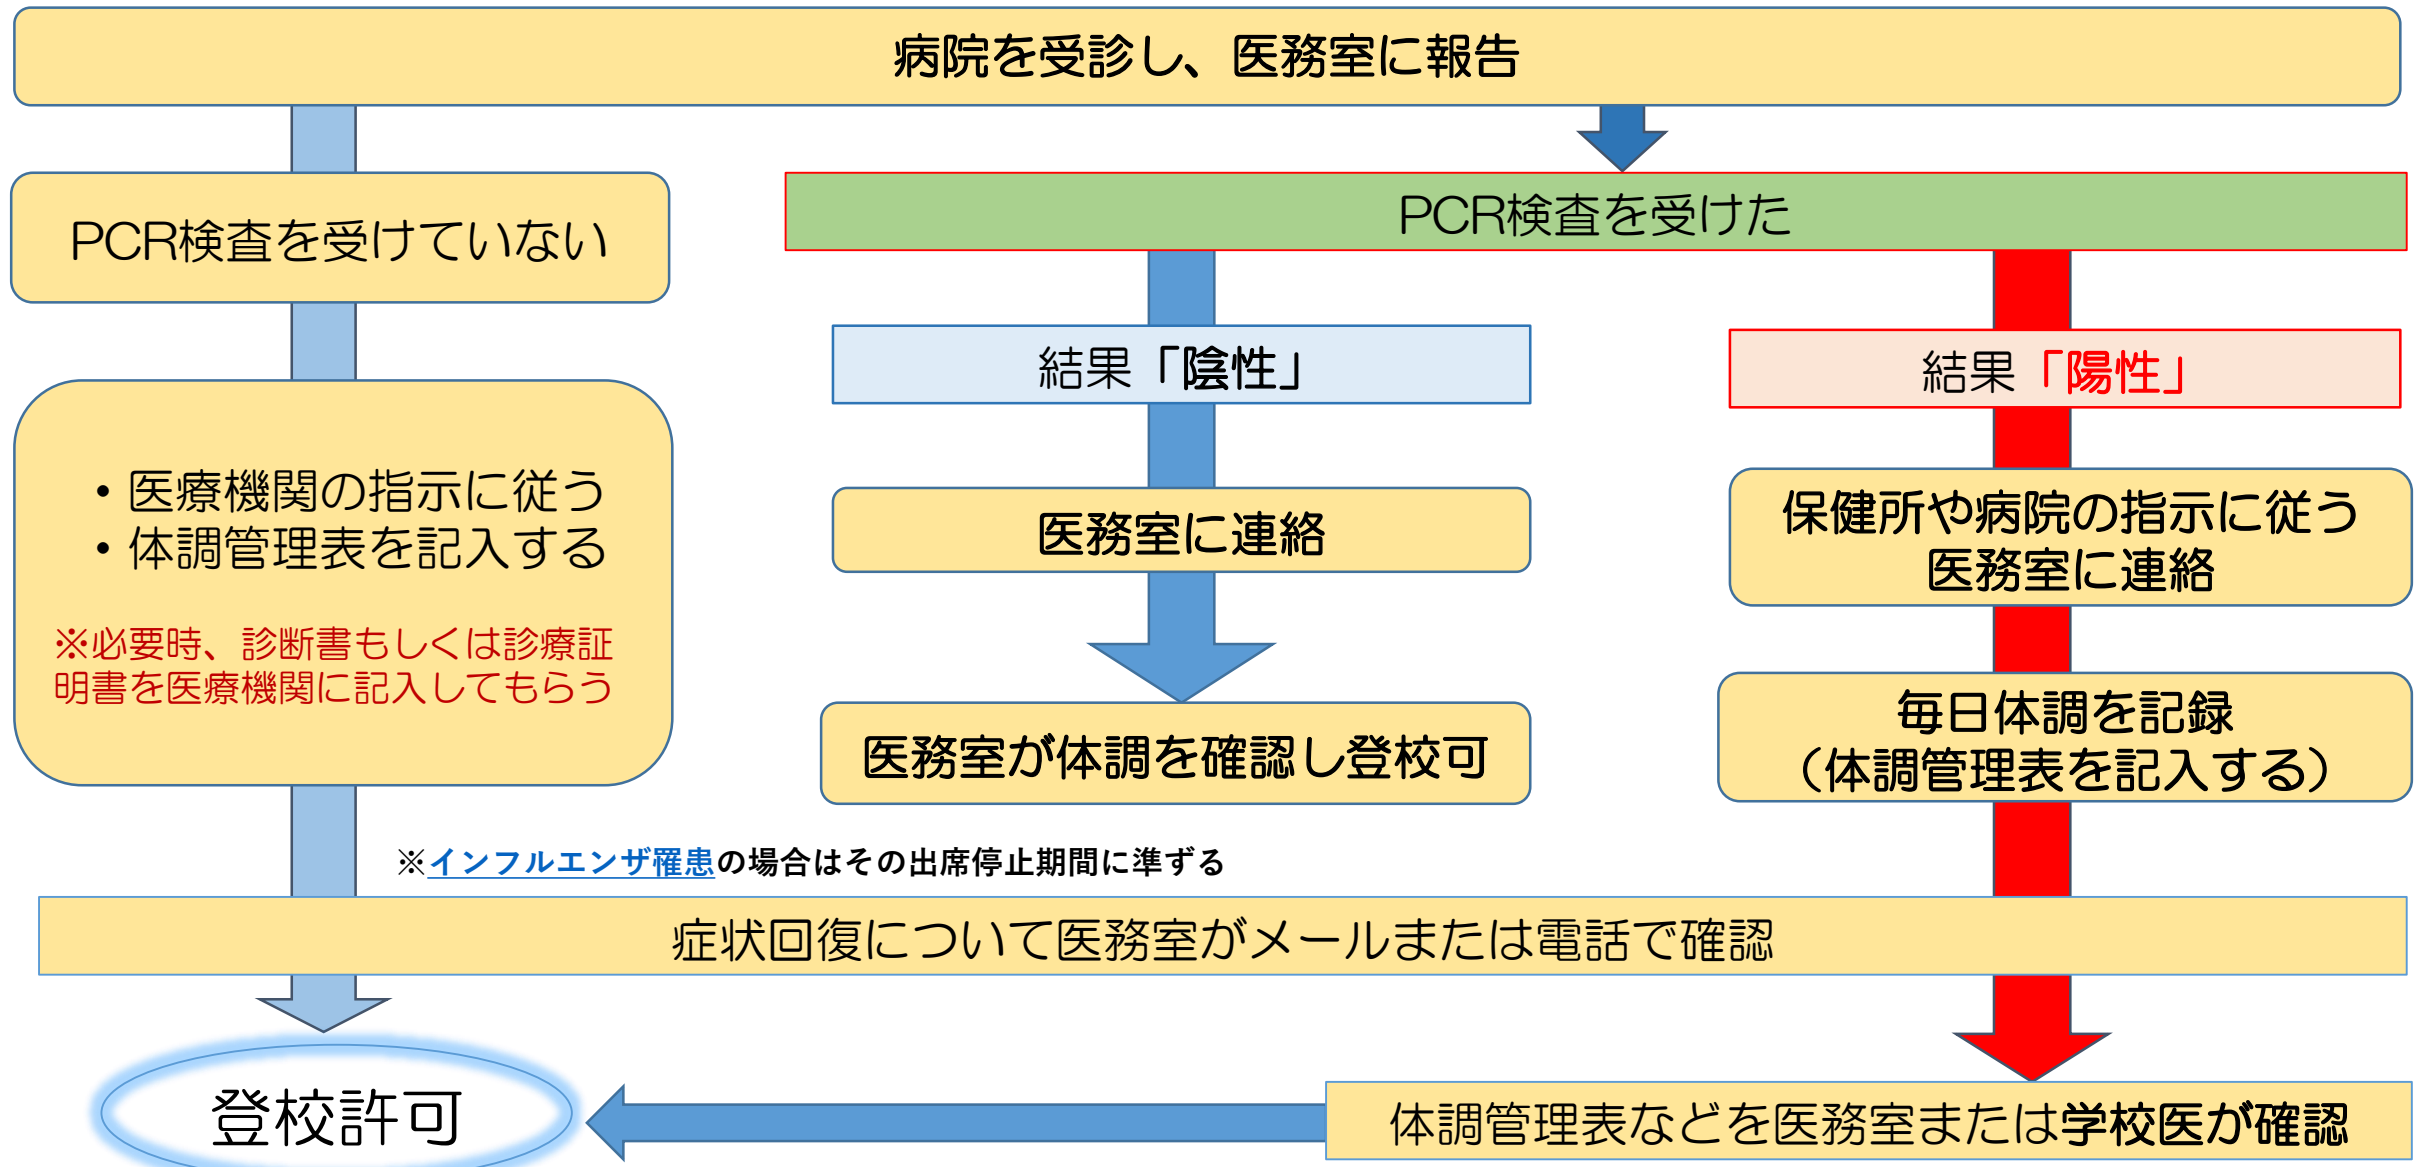 病院を受診し、医務室に報告
PCR検査を受けていない
PCR検査を受けた
結果「陰性」
結果「陽性」
・医療機関の指示に従う
・体調管理表を記入する
※必要時、診断書もしくは診療証
明書を医療機関に記入してもらう
医務室に連絡
保健所や病院の指示に従う
医務室に連絡
医務室が体調を確認し登校可
毎日体調を記録
（体調管理表を記入する）
※インフルエンザ罹患の場合はその出席停止期間に準ずる
症状回復について医務室がメールまたは電話で確認
登校許可
体調管理表などを医務室または学校医が確認